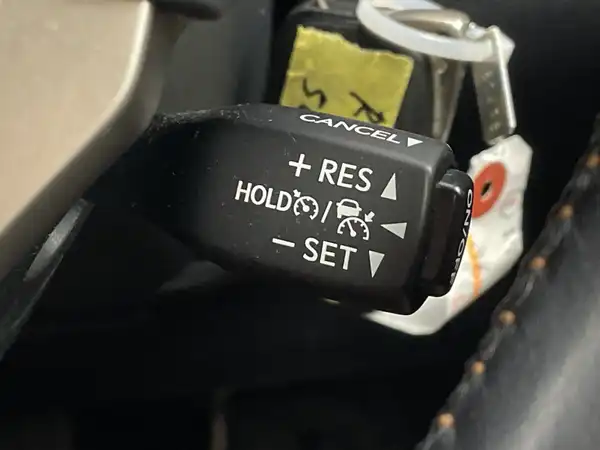 CANCEL▼
+ RES ▲
HOLD / ◀
− SET ▼
ON/OFF